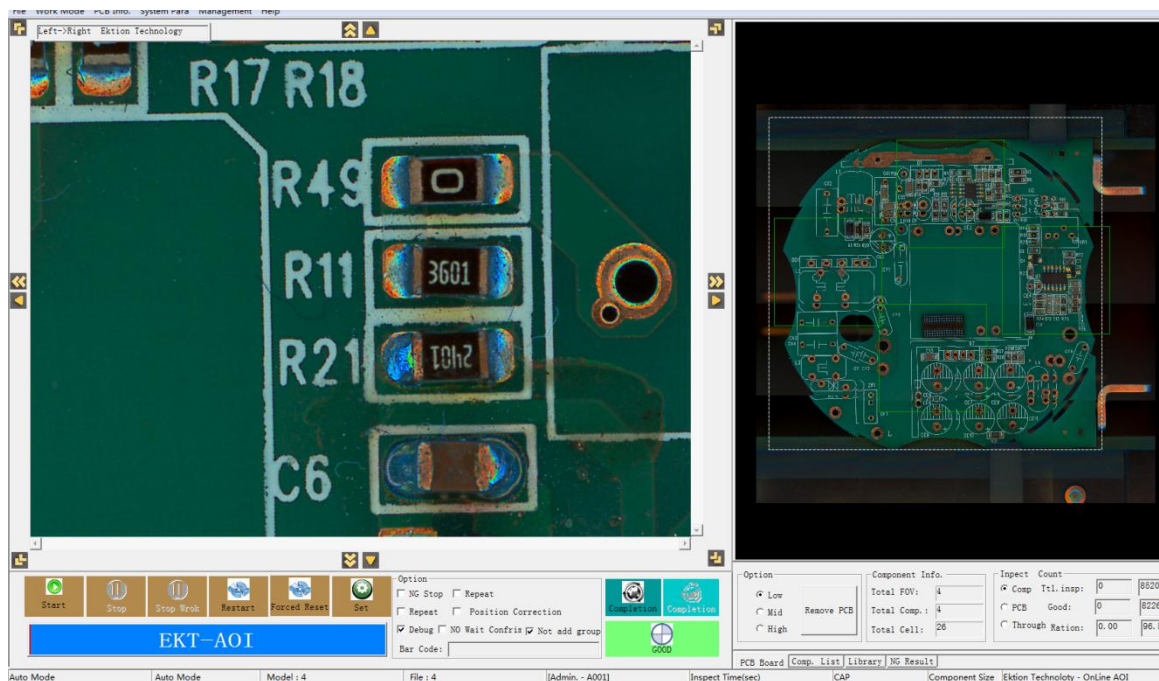 File Work Mode PCB Info. System Para Management Help
Left->Right Ektion Technology
R17 R18
R49
0
R11
3601
R21
2401
C6
Start
Stop
Stop Wrok
Restart
Forced Reset
Set
Option
NG Stop
Repeat
Repeat
Position Correction
Debug
NO Wait Confris
Not add group
Bar Code:
Completion
Completion
GOOD
EKT-AOI
Option
Low
Mid
High
Remove PCB
Component Info.
Total FOV: 4
Total Comp.: 4
Total Cell: 26
Inpect Count
Comp Ttl.insp: 0
PCB Good: 0
Through Ration: 0.00
PCB Board Comp. List Library NG Result
Auto Mode Auto Mode Model : 4 File : 4 [Admin. - A001] Inspect Time(sec) CAP Component Size Ektion Technoloty - OnLine AOI